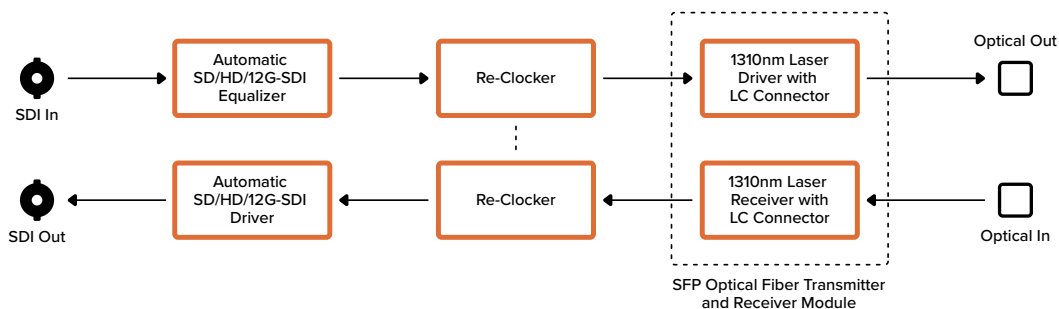 SDI In
Automatic
SD/HD/12G-SDI
Equalizer
Re-Clocker
1310nm Laser
Driver with
LC Connector
Optical Out
SDI Out
Automatic
SD/HD/12G-SDI
Driver
Re-Clocker
1310nm Laser
Receiver with
LC Connector
Optical In
SFP Optical Fiber Transmitter
and Receiver Module